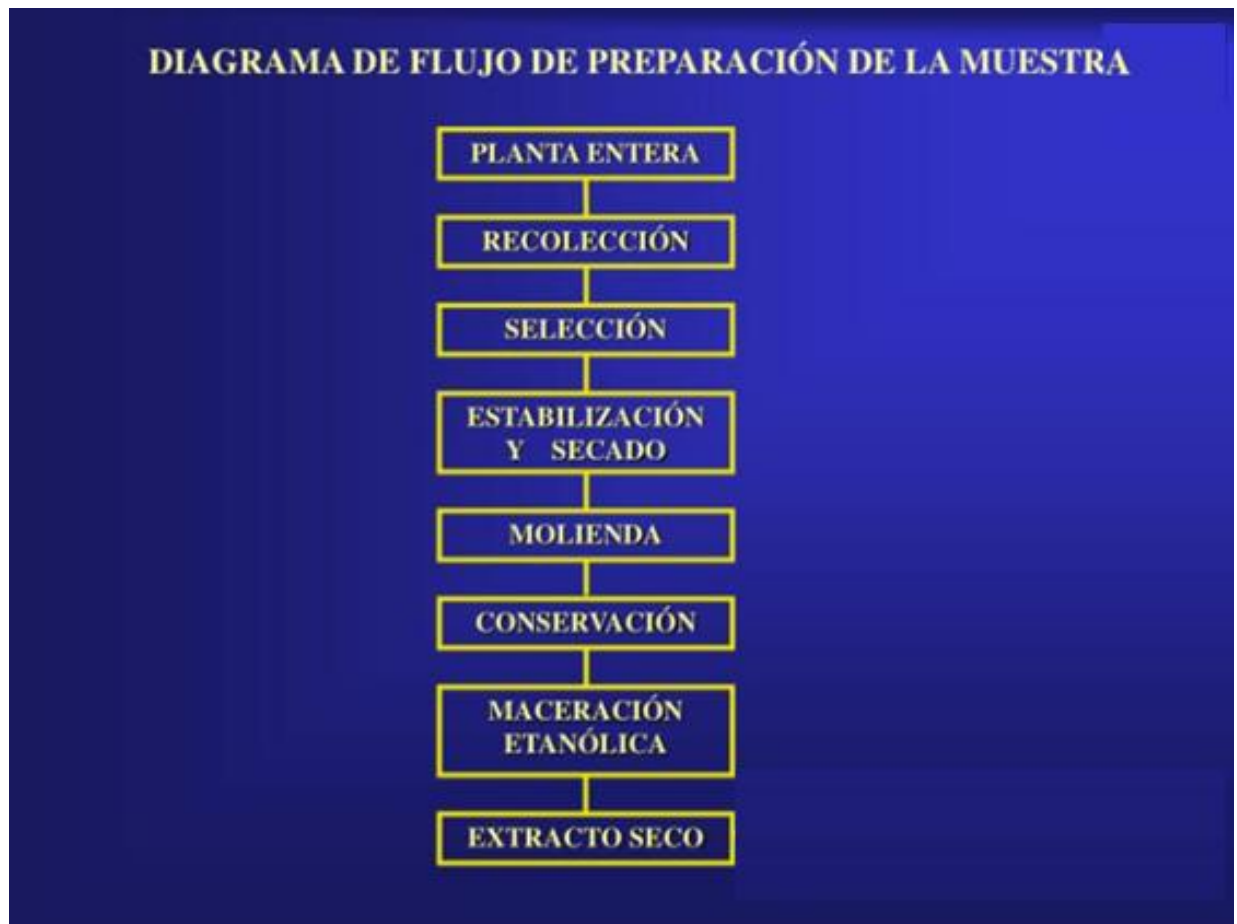 DIAGRAMA DE FLUJO DE PREPARACIÓN DE LA MUESTRA
PLANTA ENTERA
RECOLECCIÓN
SELECCIÓN
ESTABILIZACIÓN
Y SECADO
MOLIENDA
CONSERVACIÓN
MACERACIÓN
ETANÓLICA
EXTRACTO SECO